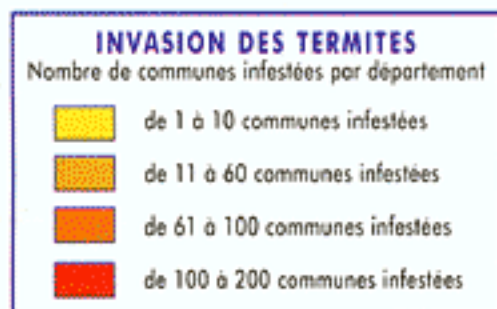 INVASION DES TERMITES
Nombre de communes infestées par département
de 1 à 10 communes infestées
de 11 à 60 communes infestées
de 61 à 100 communes infestées
de 100 à 200 communes infestées